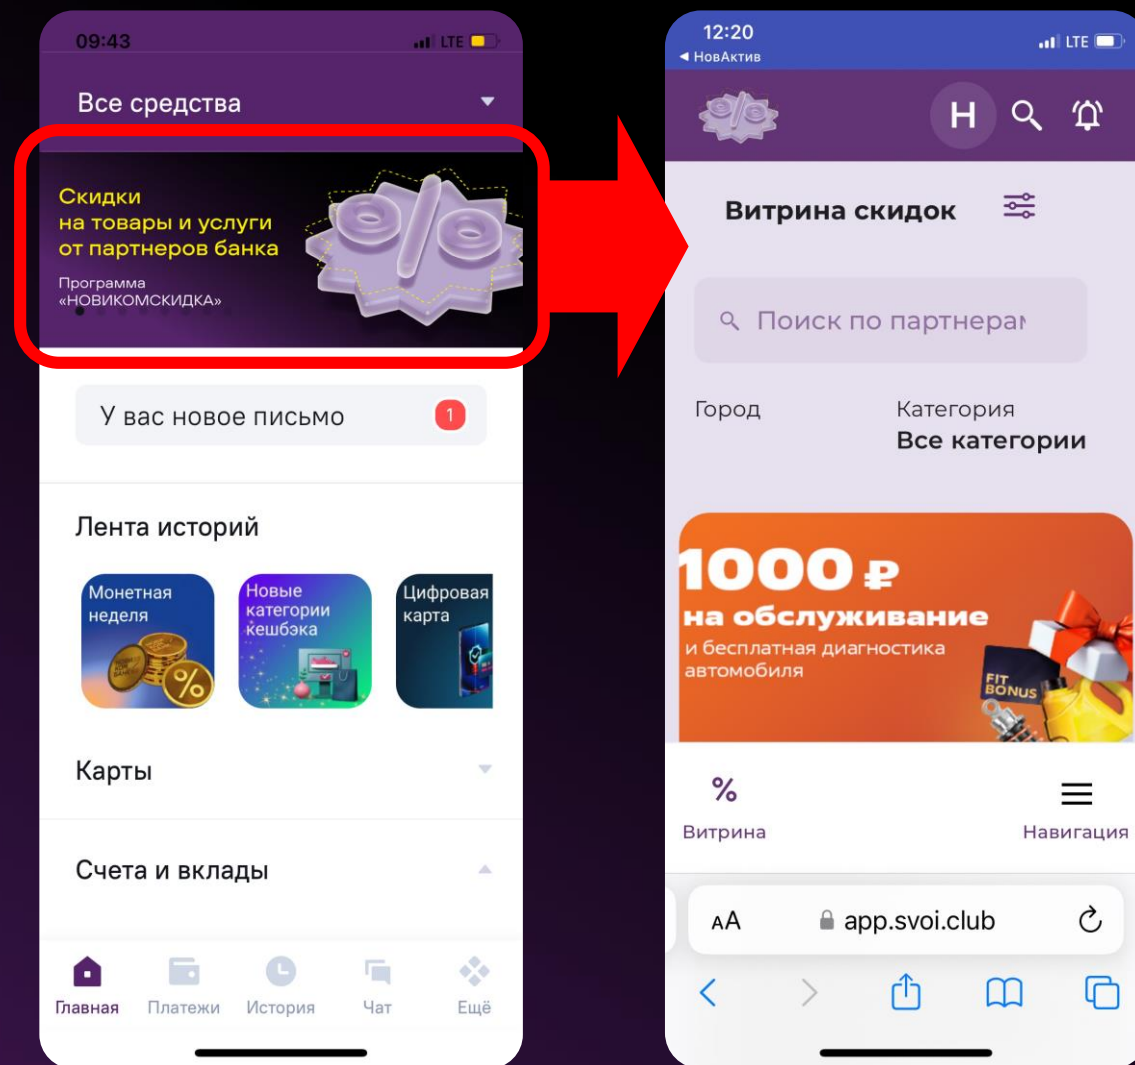 09:43
LTE
Все средства
Скидки
на товары и услуги
от партнеров банка
Программа
«НОВИКОМСКИДКА»
У вас новое письмо
1
Лента историй
Монетная
неделя
%
Новые
категории
кешбэка
Цифровая
карта
Карты
Счета и вклады
Главная
Платежи
История
Чат
Ещё
12:20
LTE
◀ НовАктив
%
Н
Витрина скидок
Поиск по партнерам
Город
Категория
Все категории
1000 ₽
на обслуживание
и бесплатная диагностика
автомобиля
FIT
BONUS
%
Витрина
Навигация
AA
app.svoi.club